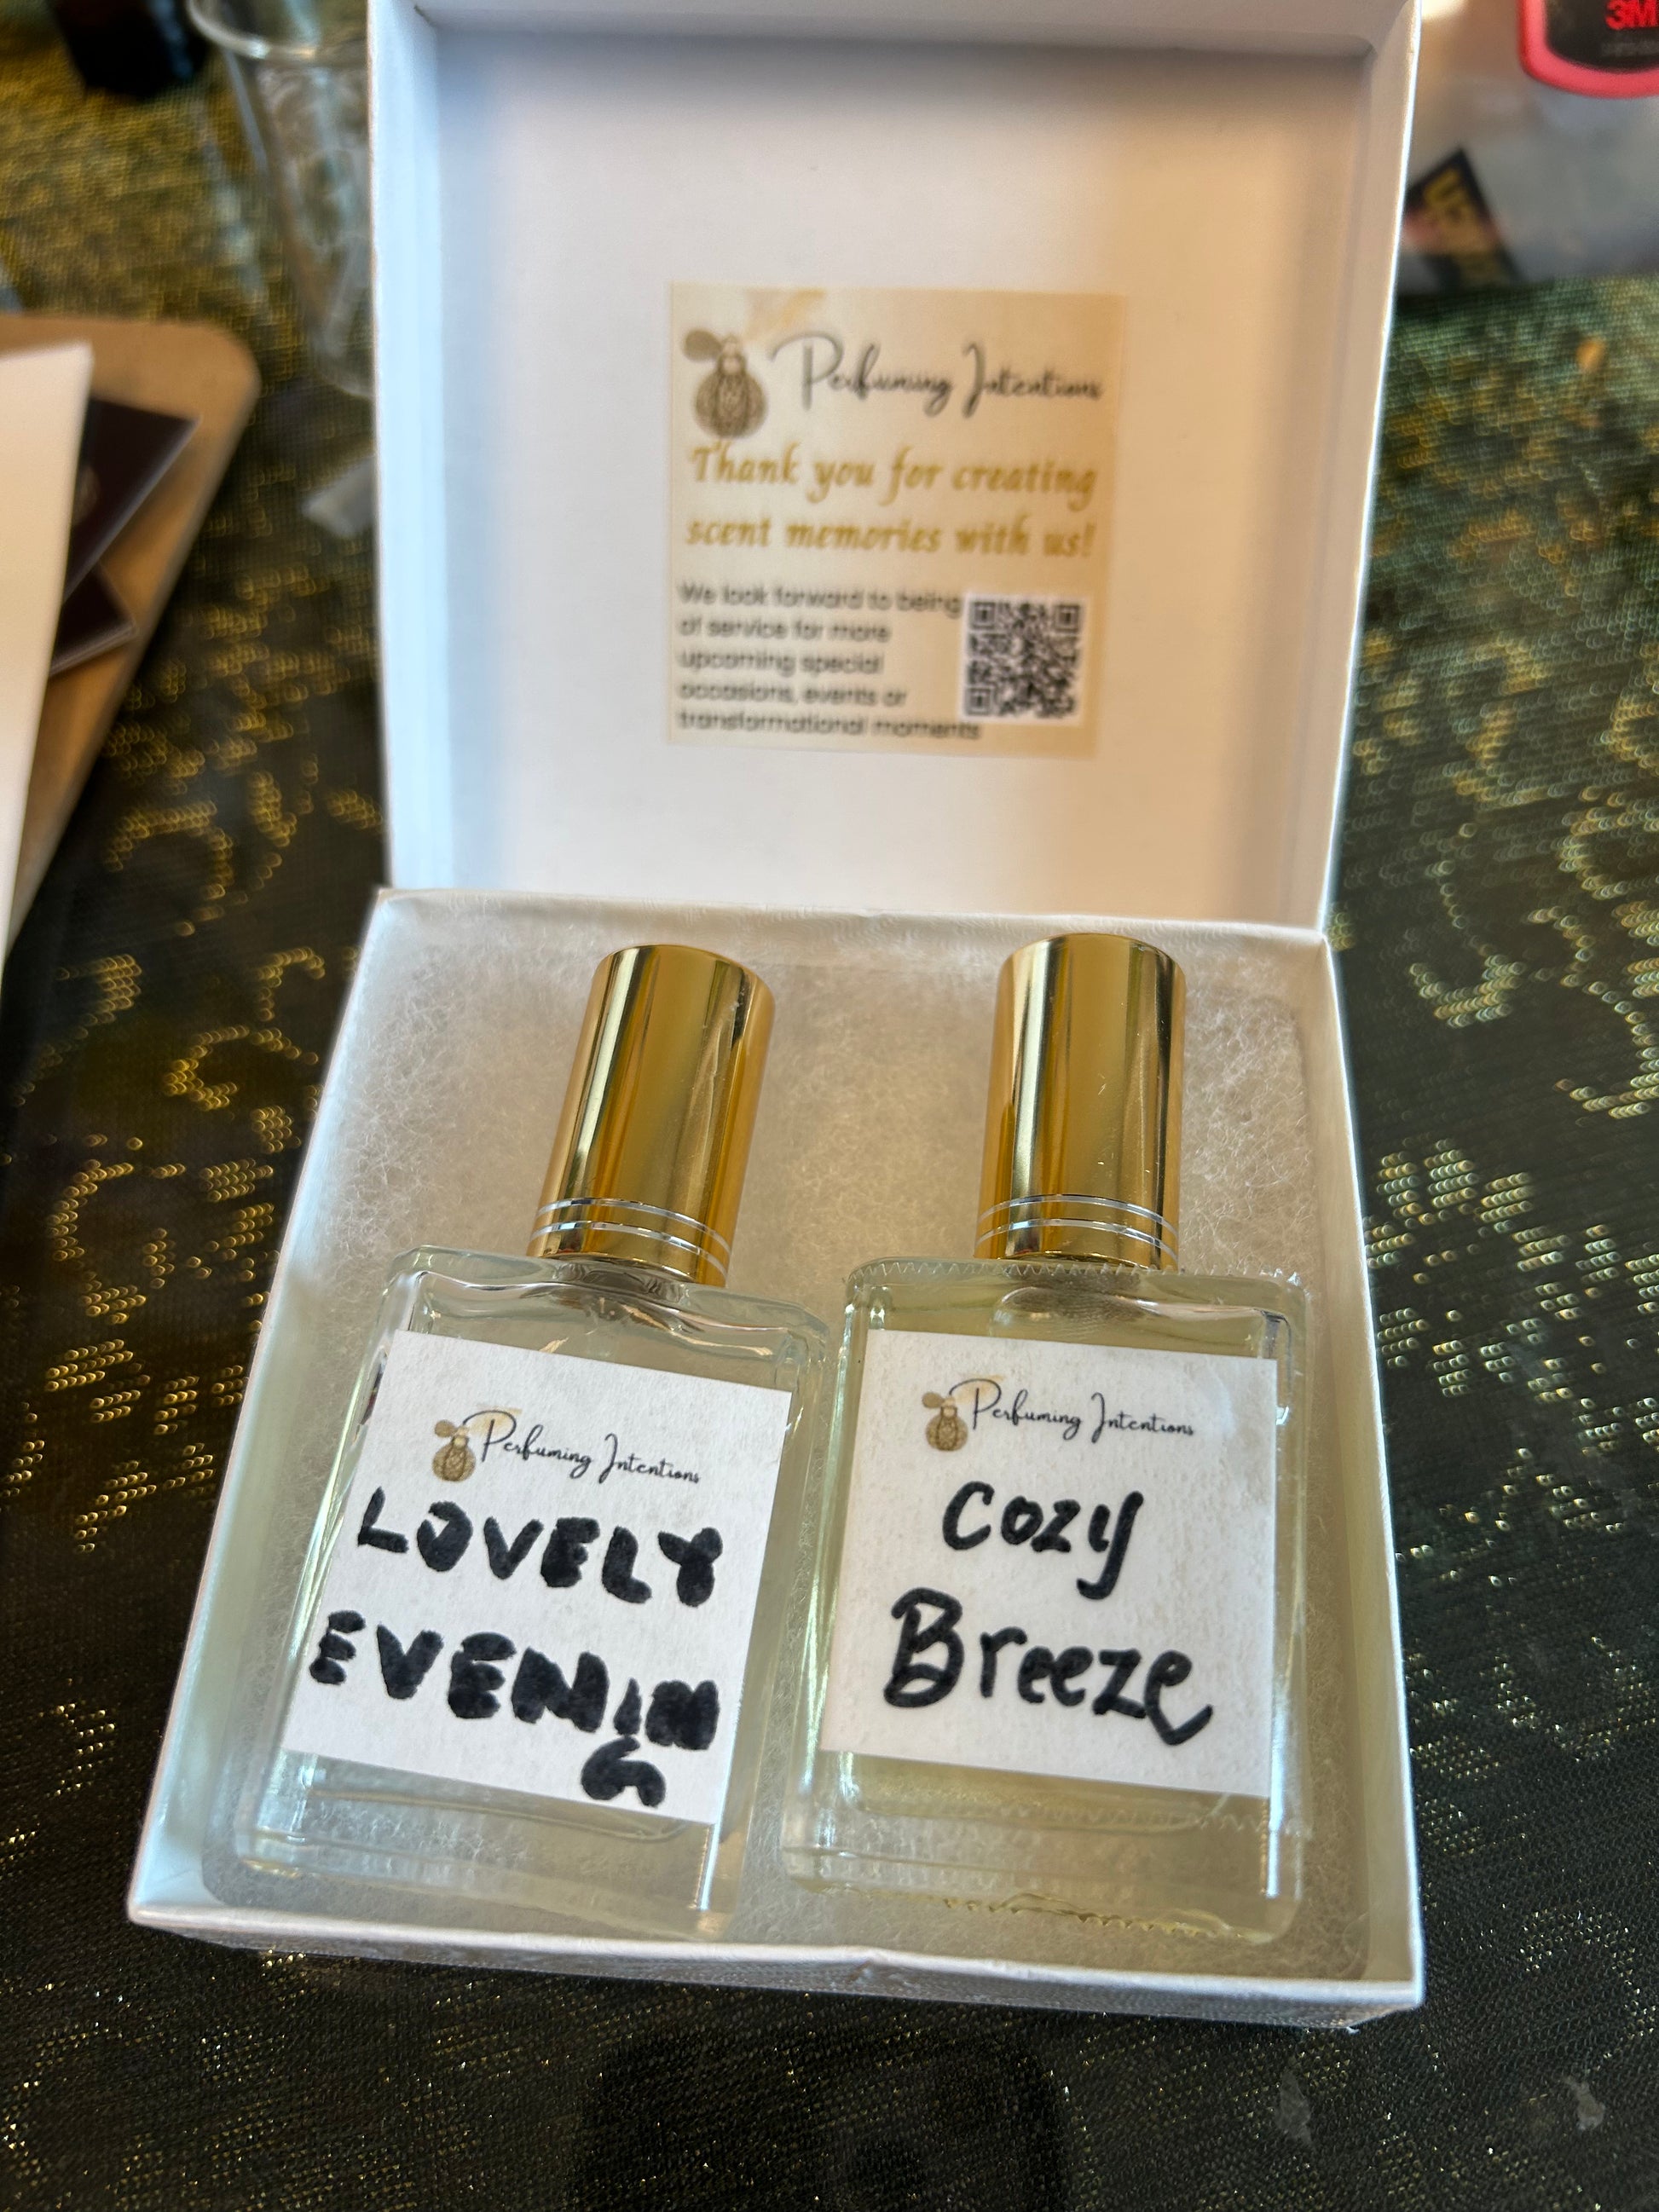 3M
Perfuming Intentions
Thank you for creating
scent memories with us!
We look forward to being
of service for more
upcoming special
occasions, events or
transformational moments
Perfuming Intentions
LOVELY
EVENIN
G
Perfuming Intentions
Cozy
Breeze